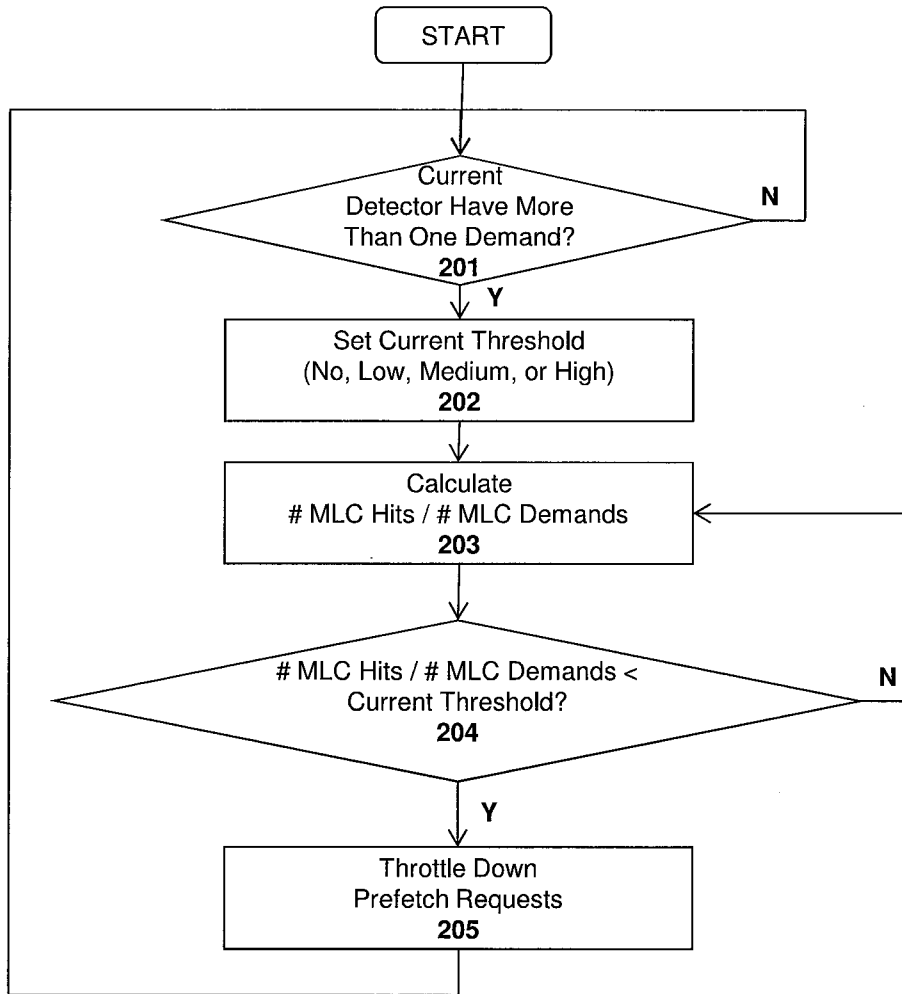 START
Current
Detector Have More
Than One Demand?
201
N
Y
Set Current Threshold
(No, Low, Medium, or High)
202
Calculate
# MLC Hits / # MLC Demands
203
# MLC Hits / # MLC Demands <
Current Threshold?
204
N
Y
Throttle Down
Prefetch Requests
205